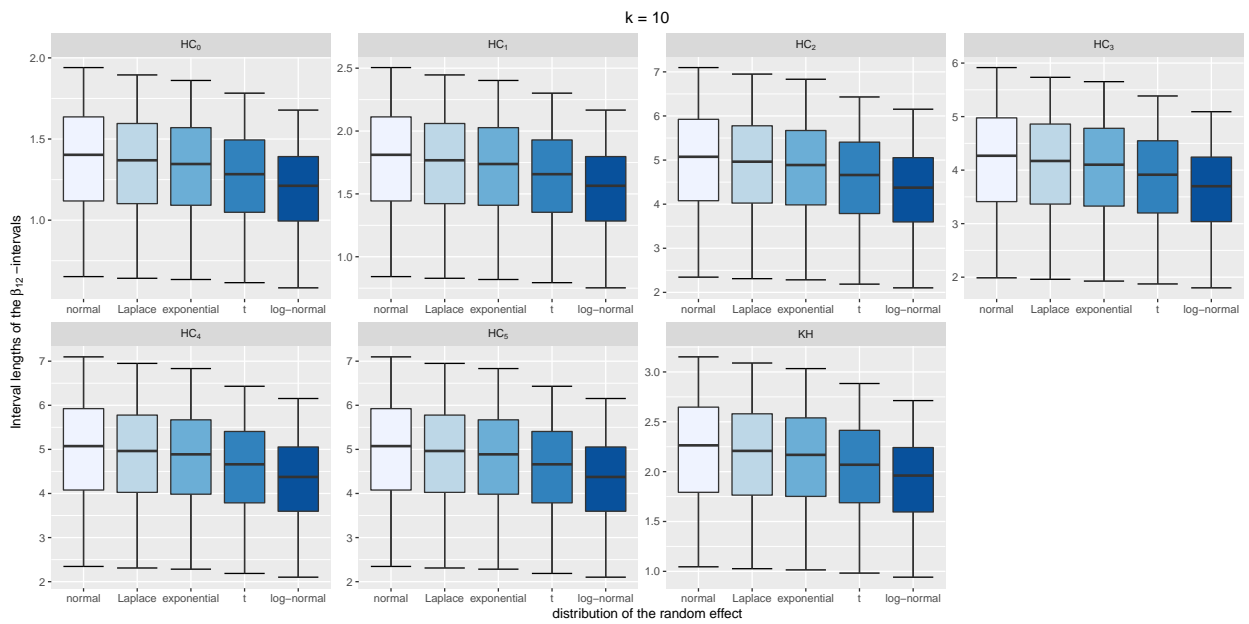 k = 10
Interval lengths of the β₁₂ −intervals
HC₀
2.0
1.5
1.0
normal Laplace exponential t log−normal
HC₁
2.5
2.0
1.5
1.0
normal Laplace exponential t log−normal
HC₂
7
6
5
4
3
2
normal Laplace exponential t log−normal
HC₃
6
5
4
3
2
normal Laplace exponential t log−normal
HC₄
7
6
5
4
3
2
normal Laplace exponential t log−normal
HC₅
7
6
5
4
3
2
normal Laplace exponential t log−normal
KH
3.0
2.5
2.0
1.5
1.0
normal Laplace exponential t log−normal
distribution of the random effect